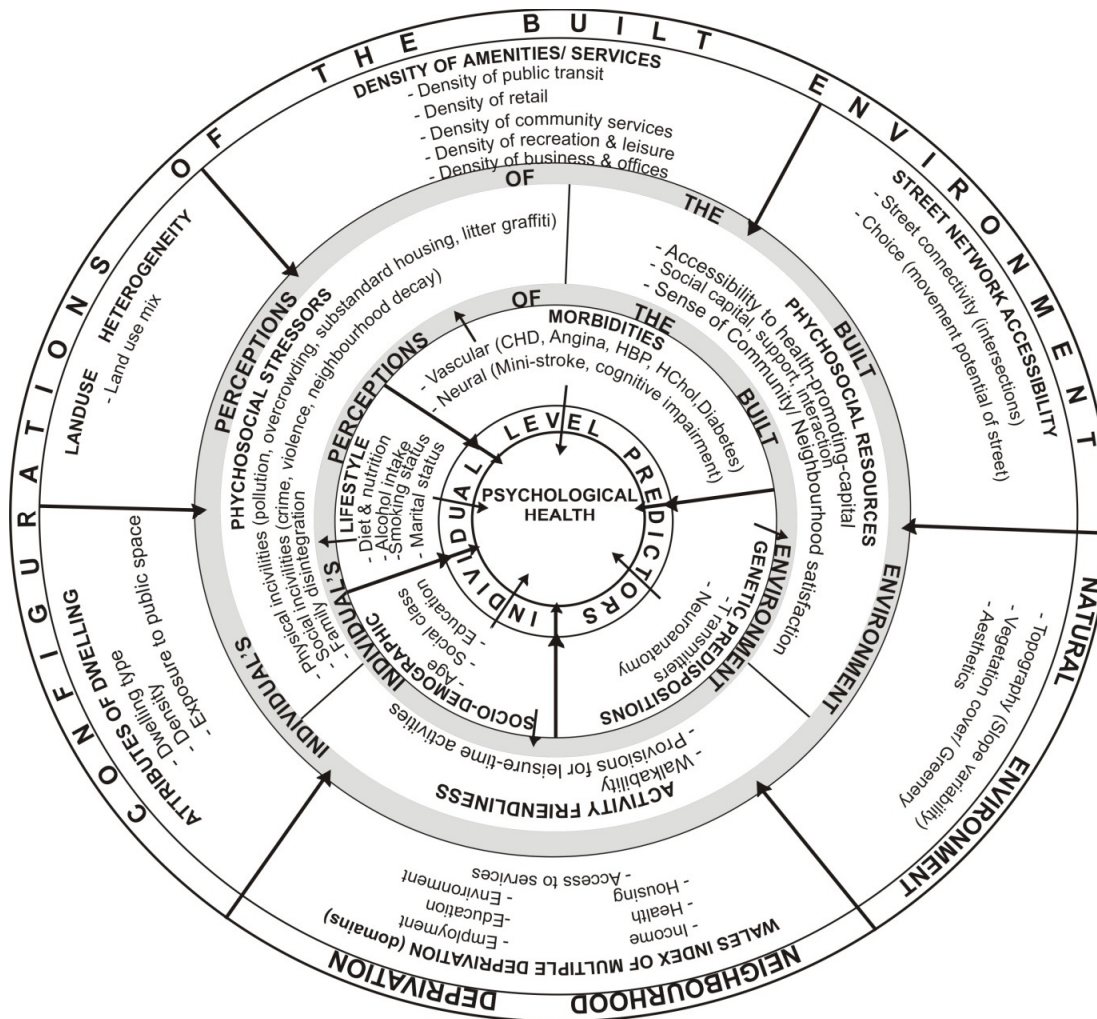 CONFIGURATIONS OF THE BUILT ENVIRONMENT
DENSITY OF AMENITIES/ SERVICES
- Density of public transit
- Density of retail
- Density of community services
- Density of recreation & leisure
- Density of business & offices
STREET NETWORK ACCESSIBILITY
- Street connectivity (intersections)
- Choice (movement potential of street)
NATURAL ENVIRONMENT
- Topography (Slope variability)
- Vegetation cover/ Greenery
- Aesthetics
NEIGHBOURHOOD DEPRIVATION
WALES INDEX OF MULTIPLE DEPRIVATION (domains)
- Income
- Health
- Housing
- Employment
-Education
- Environment
- Access to services
ATTRIBUTES OF DWELLING
- Dwelling type
- Density
- Exposure to public space
LANDUSE HETEROGENEITY
- Land use mix
INDIVIDUAL'S PERCEPTIONS OF THE BUILT ENVIRONMENT
PHYCHOSOCIAL STRESSORS
- Physical incivilities (pollution, overcrowding, substandard housing, litter graffiti)
- Social incivilities (crime, violence, neighbourhood decay)
- Family disintegration
PHYCHOSOCIAL RESOURCES
- Accessibility to health-promoting-capital
- Social capital, support, Interaction
- Sense of Community/ Neighbourhood satisfaction
ACTIVITY FRIENDLINESS
- Walkability
- Provisions for leisure-time activities
INDIVIDUAL'S PERCEPTIONS OF THE BUILT ENVIRONMENT
MORBIDITIES
- Vascular (CHD, Angina, HBP, HChol,Diabetes)
- Neural (Mini-stroke, cognitive impairment)
GENETIC PREDISPOSITIONS
- Transmitters
- Neuroanatomy
SOCIO-DEMOGRAPHIC
- Age
- Social class
- Education
LIFESTYLE
- Diet & nutrition
- Alcohol intake
- Smoking status
- Marital status
INDIVIDUAL LEVEL PREDICTORS
PSYCHOLOGICAL
HEALTH